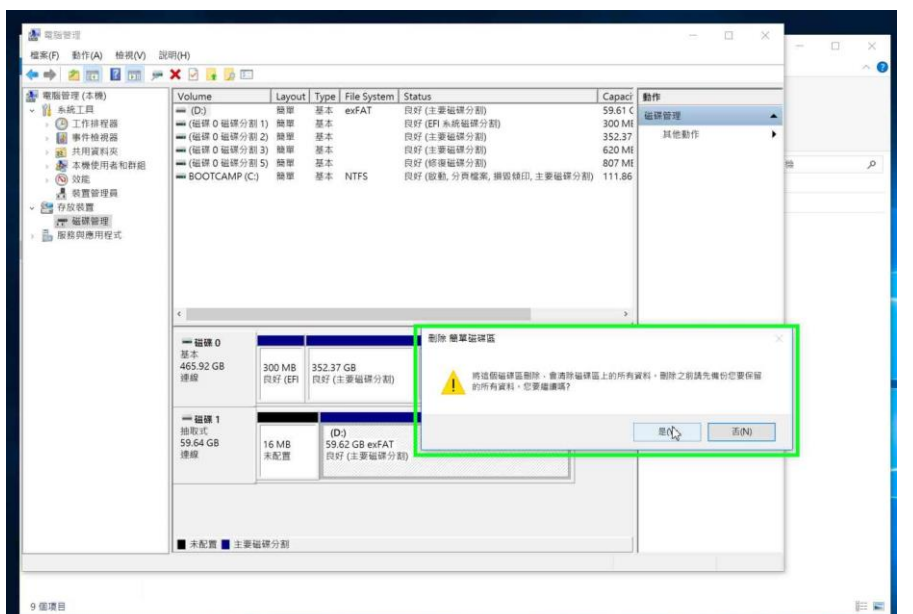 電腦管理
檔案(F) 動作(A) 檢視(V) 說明(H)
電腦管理 (本機)
系統工具
工作排程器
事件檢視器
共用資料夾
本機使用者和群組
效能
裝置管理員
存放裝置
磁碟管理
服務與應用程式
Volume Layout Type File System Status Capaci
(D:) 簡單 基本 exFAT 良好 (主要磁碟分割) 59.61 G
(磁碟 0 磁碟分割 1) 簡單 基本 良好 (EFI 系統磁碟分割) 300 ME
(磁碟 0 磁碟分割 2) 簡單 基本 良好 (主要磁碟分割) 352.37
(磁碟 0 磁碟分割 3) 簡單 基本 良好 (主要磁碟分割) 620 ME
(磁碟 0 磁碟分割 5) 簡單 基本 良好 (修復磁碟分割) 807 ME
BOOTCAMP (C:) 簡單 基本 NTFS 良好 (啟動, 分頁檔案, 損毀傾印, 主要磁碟分割) 111.86
動作
磁碟管理
其他動作
磁碟 0
基本
465.92 GB
連線
300 MB
良好 (EFI
352.37 GB
良好 (主要磁碟分割)
磁碟 1
抽取式
59.64 GB
連線
16 MB
未配置
(D:)
59.62 GB exFAT
良好 (主要磁碟分割)
未配置 主要磁碟分割
刪除 簡單磁碟區
將這個磁碟區刪除，會清除磁碟區上的所有資料。刪除之前請先備份您要保留
的所有資料。您要繼續嗎?
是(Y)
否(N)
9 個項目